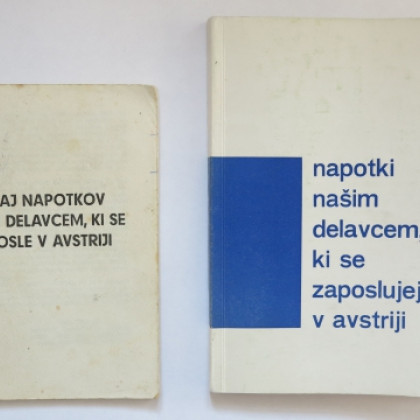 AJ NAPOTKOV
DELAVCEM, KI SE
OSLE V AVSTRIJI
napotki
našim
delavcem,
ki se
zaposlujej
v avstriji